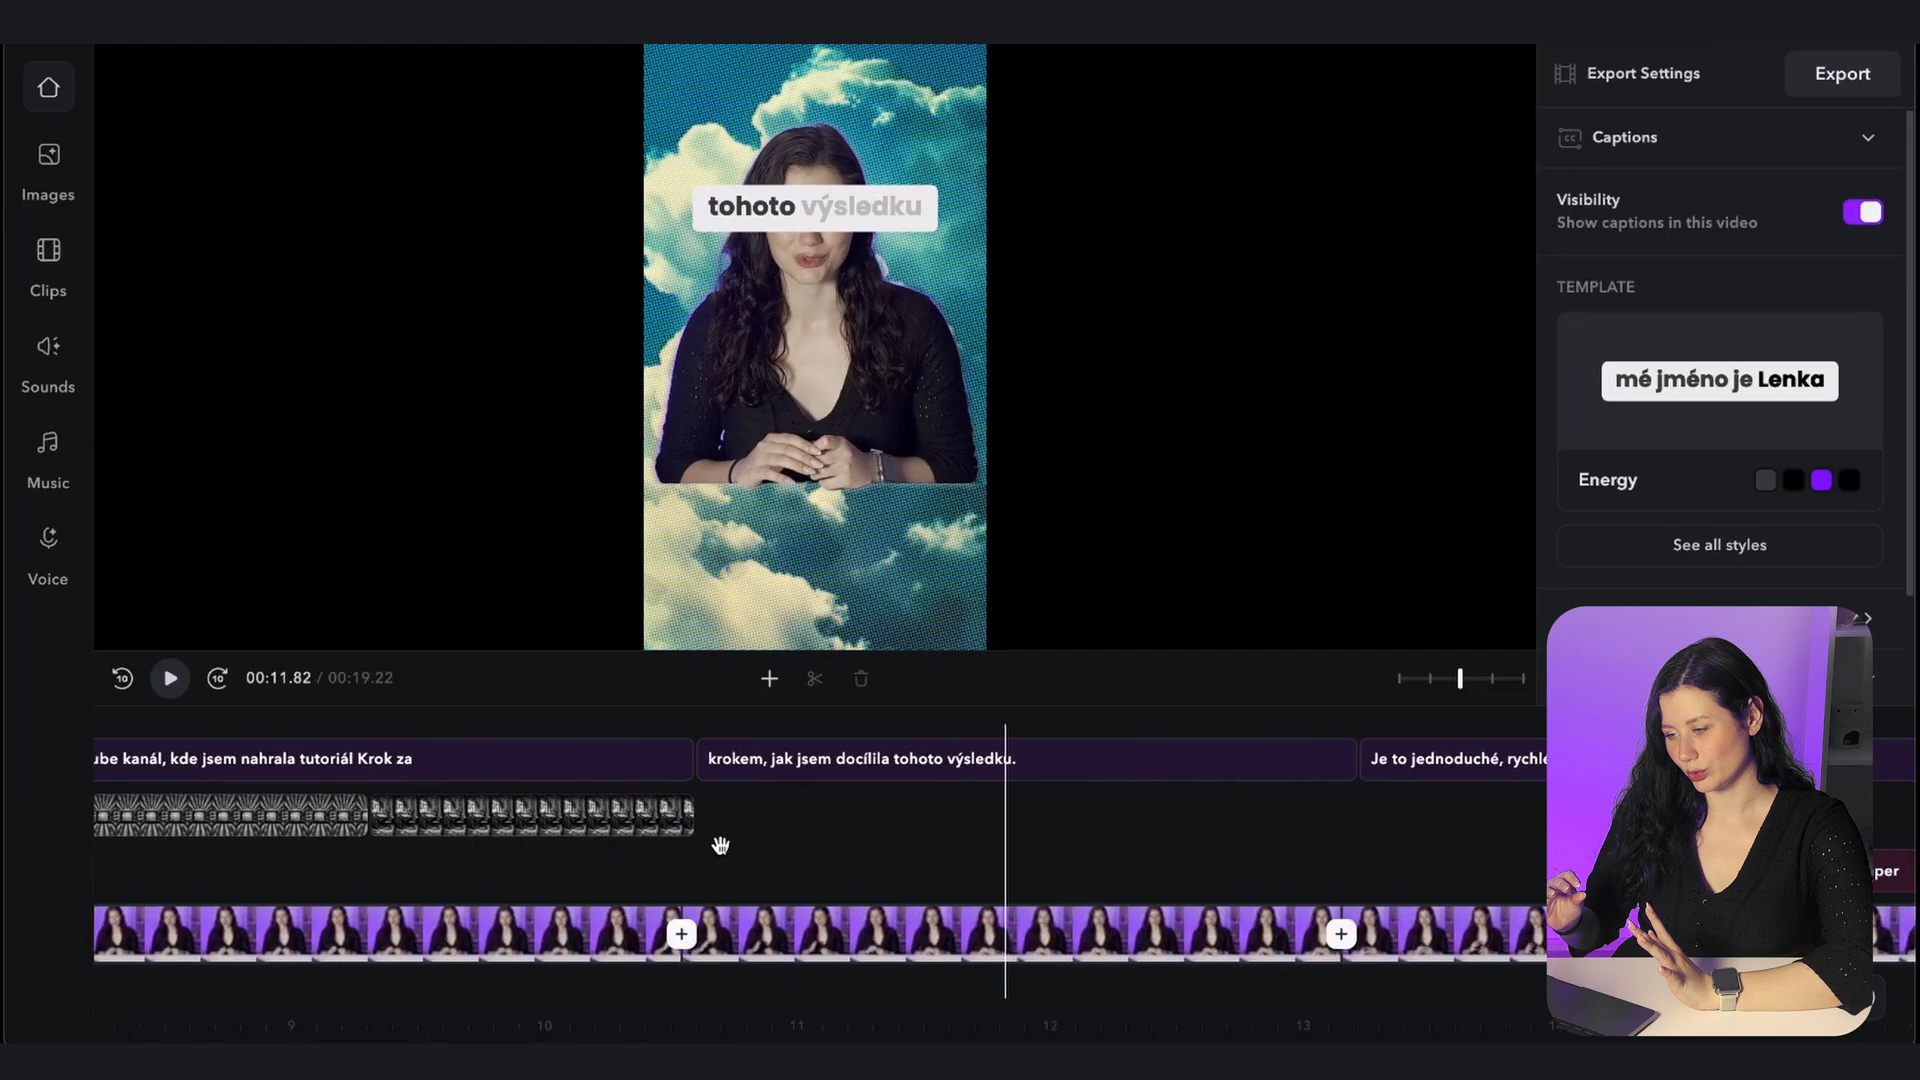 Export Settings
Export
Captions
Visibility
Show captions in this video
TEMPLATE
mé jméno je Lenka
Energy
See all styles
Images
Clips
Sounds
Music
Voice
tohoto výsledku
10
10
00:11.82 / 00:19.22
ube kanál, kde jsem nahrala tutoriál Krok za
krokem, jak jsem docílila tohoto výsledku.
Je to jednoduché, rychle
per
9
10
11
12
13